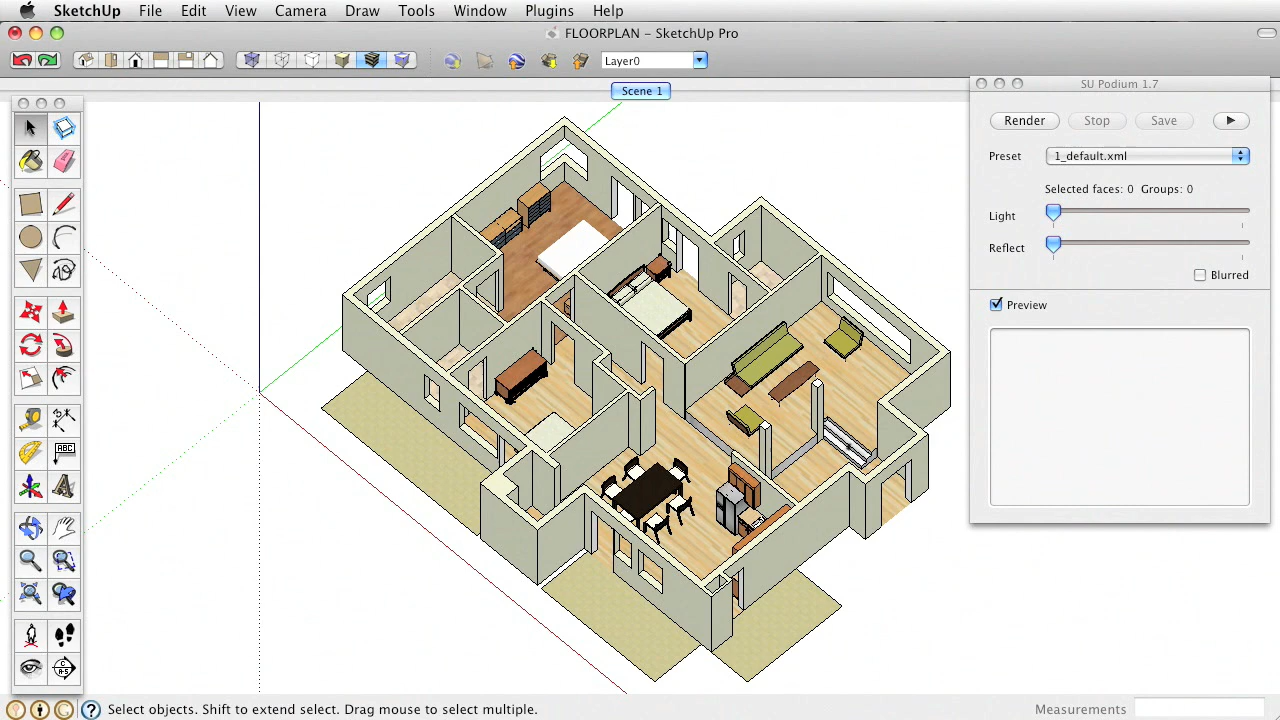 SketchUp File Edit View Camera Draw Tools Window Plugins Help
FLOORPLAN – SketchUp Pro
Layer0
Scene 1
SU Podium 1.7
Render Stop Save
Preset 1_default.xml
Selected faces: 0 Groups: 0
Light
Reflect
Blurred
Preview
ABC
C
A-5
? Select objects. Shift to extend select. Drag mouse to select multiple. Measurements